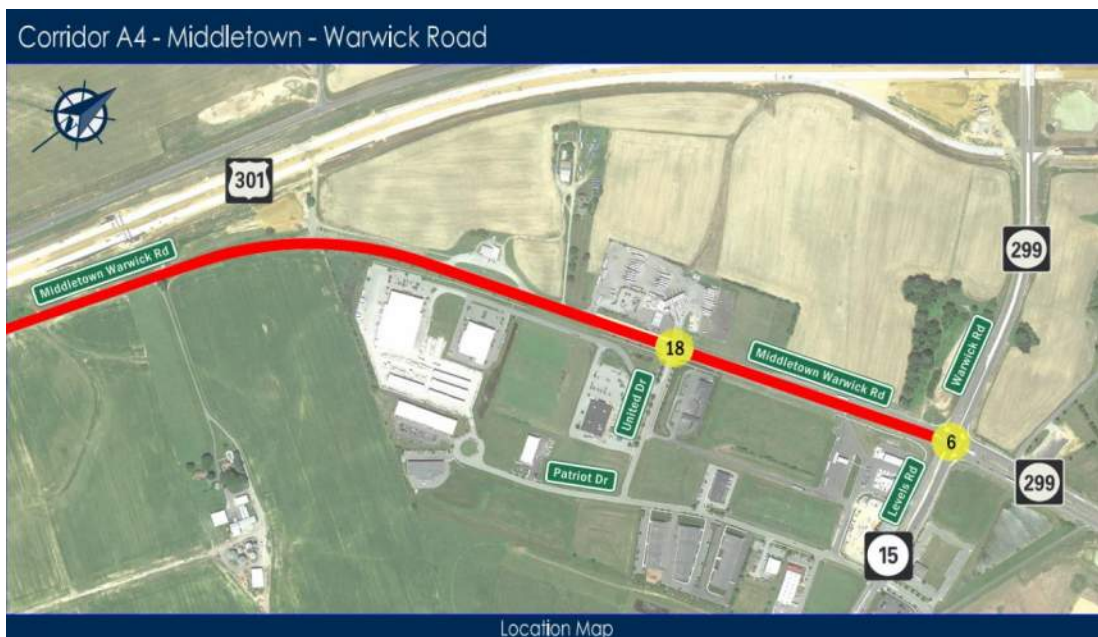 Corridor A4 - Middletown - Warwick Road
301
Middletown Warwick Rd
299
18
Middletown Warwick Rd
Warwick Rd
United Dr
6
Patriot Dr
Levels Rd
299
15
Location Map